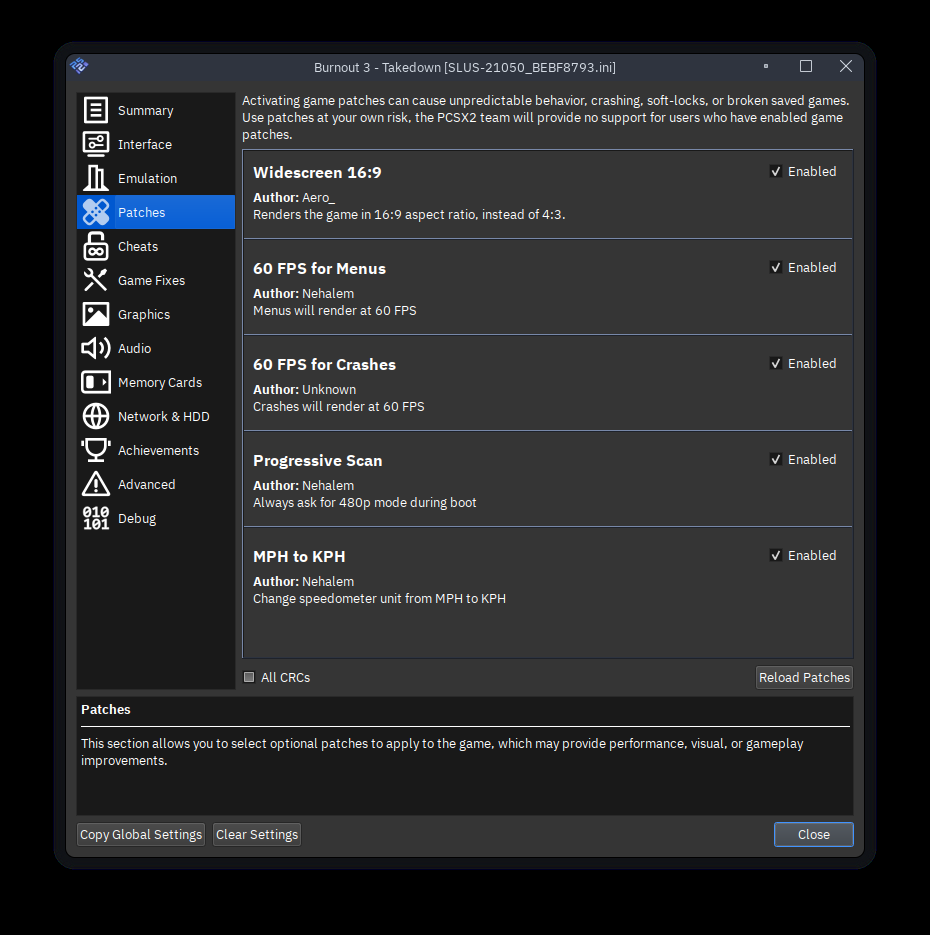 Burnout 3 - Takedown [SLUS-21050_BEBF8793.ini]
Summary
Interface
Emulation
Patches
Cheats
Game Fixes
Graphics
Audio
Memory Cards
Network & HDD
Achievements
Advanced
010
101
Debug
Activating game patches can cause unpredictable behavior, crashing, soft-locks, or broken saved games.
Use patches at your own risk, the PCSX2 team will provide no support for users who have enabled game
patches.
Widescreen 16:9
Enabled
Author: Aero_
Renders the game in 16:9 aspect ratio, instead of 4:3.
60 FPS for Menus
Enabled
Author: Nehalem
Menus will render at 60 FPS
60 FPS for Crashes
Enabled
Author: Unknown
Crashes will render at 60 FPS
Progressive Scan
Enabled
Author: Nehalem
Always ask for 480p mode during boot
MPH to KPH
Enabled
Author: Nehalem
Change speedometer unit from MPH to KPH
All CRCs
Reload Patches
Patches
This section allows you to select optional patches to apply to the game, which may provide performance, visual, or gameplay
improvements.
Copy Global Settings
Clear Settings
Close